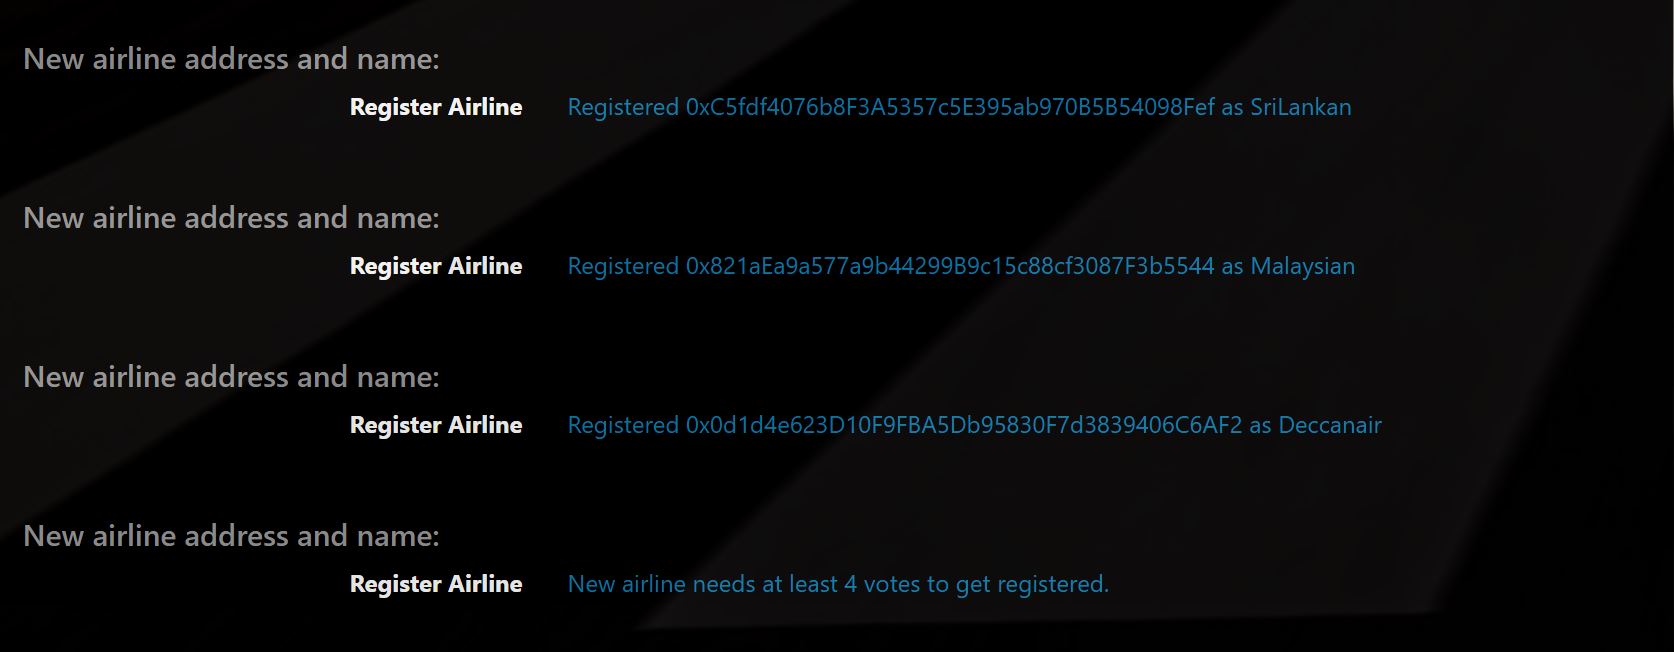 New airline address and name:
Register Airline Registered 0xC5fdf4076b8F3A5357c5E395ab970B5B54098Fef as SriLankan
New airline address and name:
Register Airline Registered 0x821aEa9a577a9b44299B9c15c88cf3087F3b5544 as Malaysian
New airline address and name:
Register Airline Registered 0x0d1d4e623D10F9FBA5Db95830F7d3839406C6AF2 as Deccanair
New airline address and name:
Register Airline New airline needs at least 4 votes to get registered.